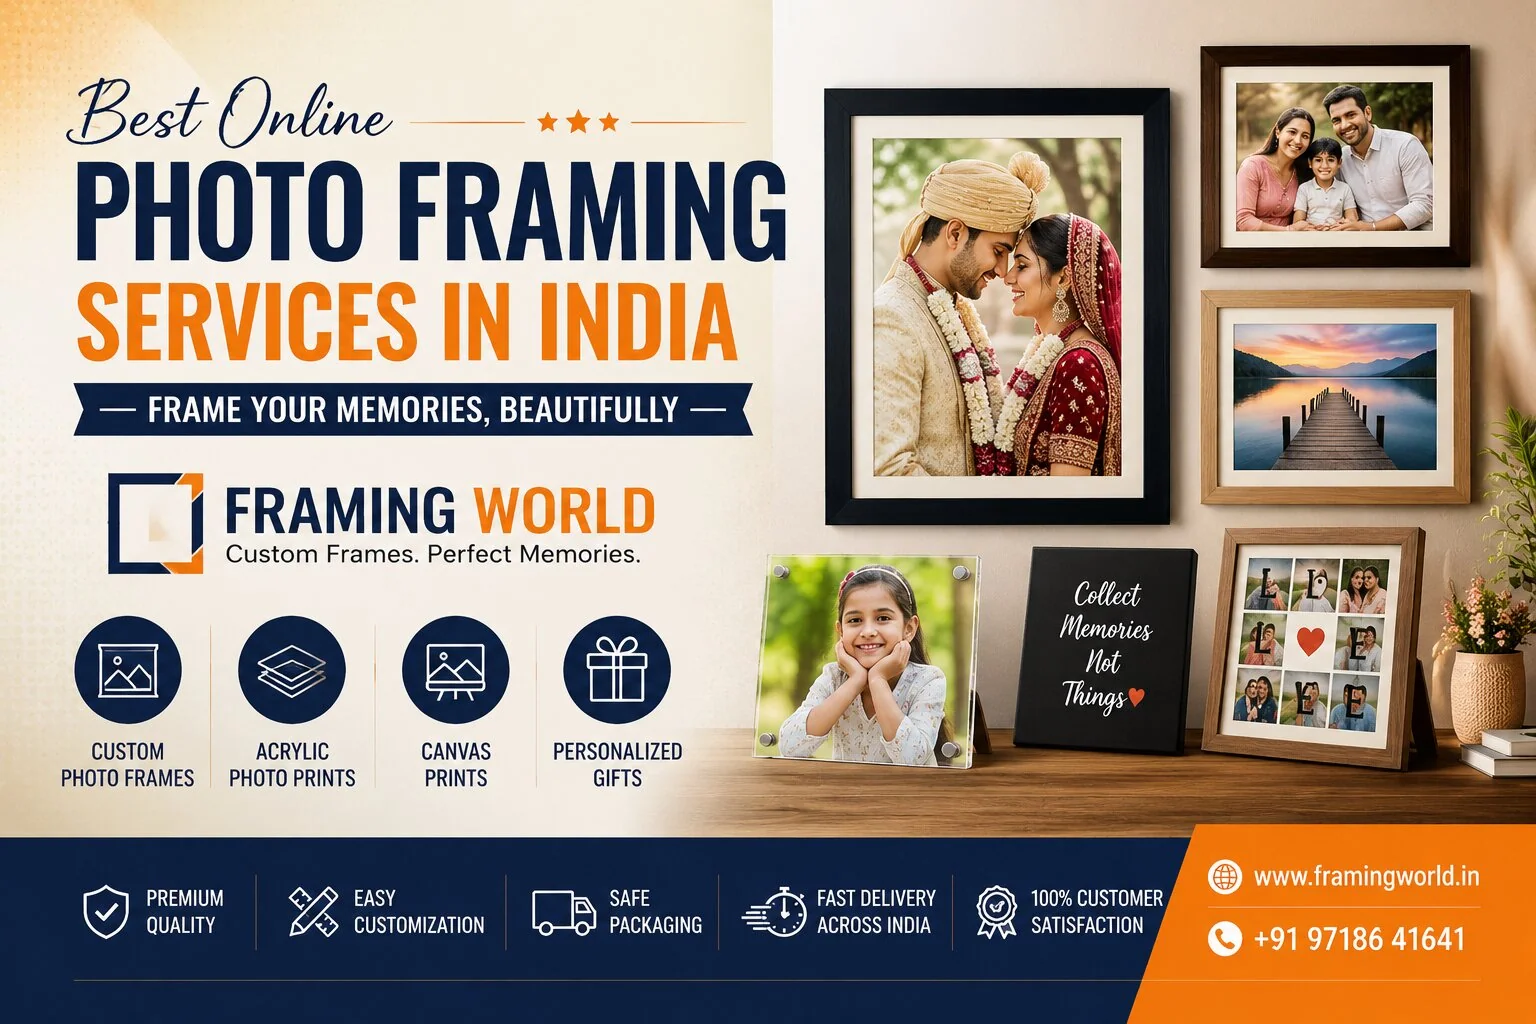 Best Online
PHOTO FRAMING
SERVICES IN INDIA
— FRAME YOUR MEMORIES, BEAUTIFULLY —
FRAMING WORLD
Custom Frames. Perfect Memories.
CUSTOM
PHOTO FRAMES
ACRYLIC
PHOTO PRINTS
CANVAS
PRINTS
PERSONALIZED
GIFTS
Collect
Memories
Not
Things
L L
L E
Y E
PREMIUM
QUALITY
EASY
CUSTOMIZATION
SAFE
PACKAGING
FAST DELIVERY
ACROSS INDIA
100% CUSTOMER
SATISFACTION
www.framingworld.in
+91 97186 41641